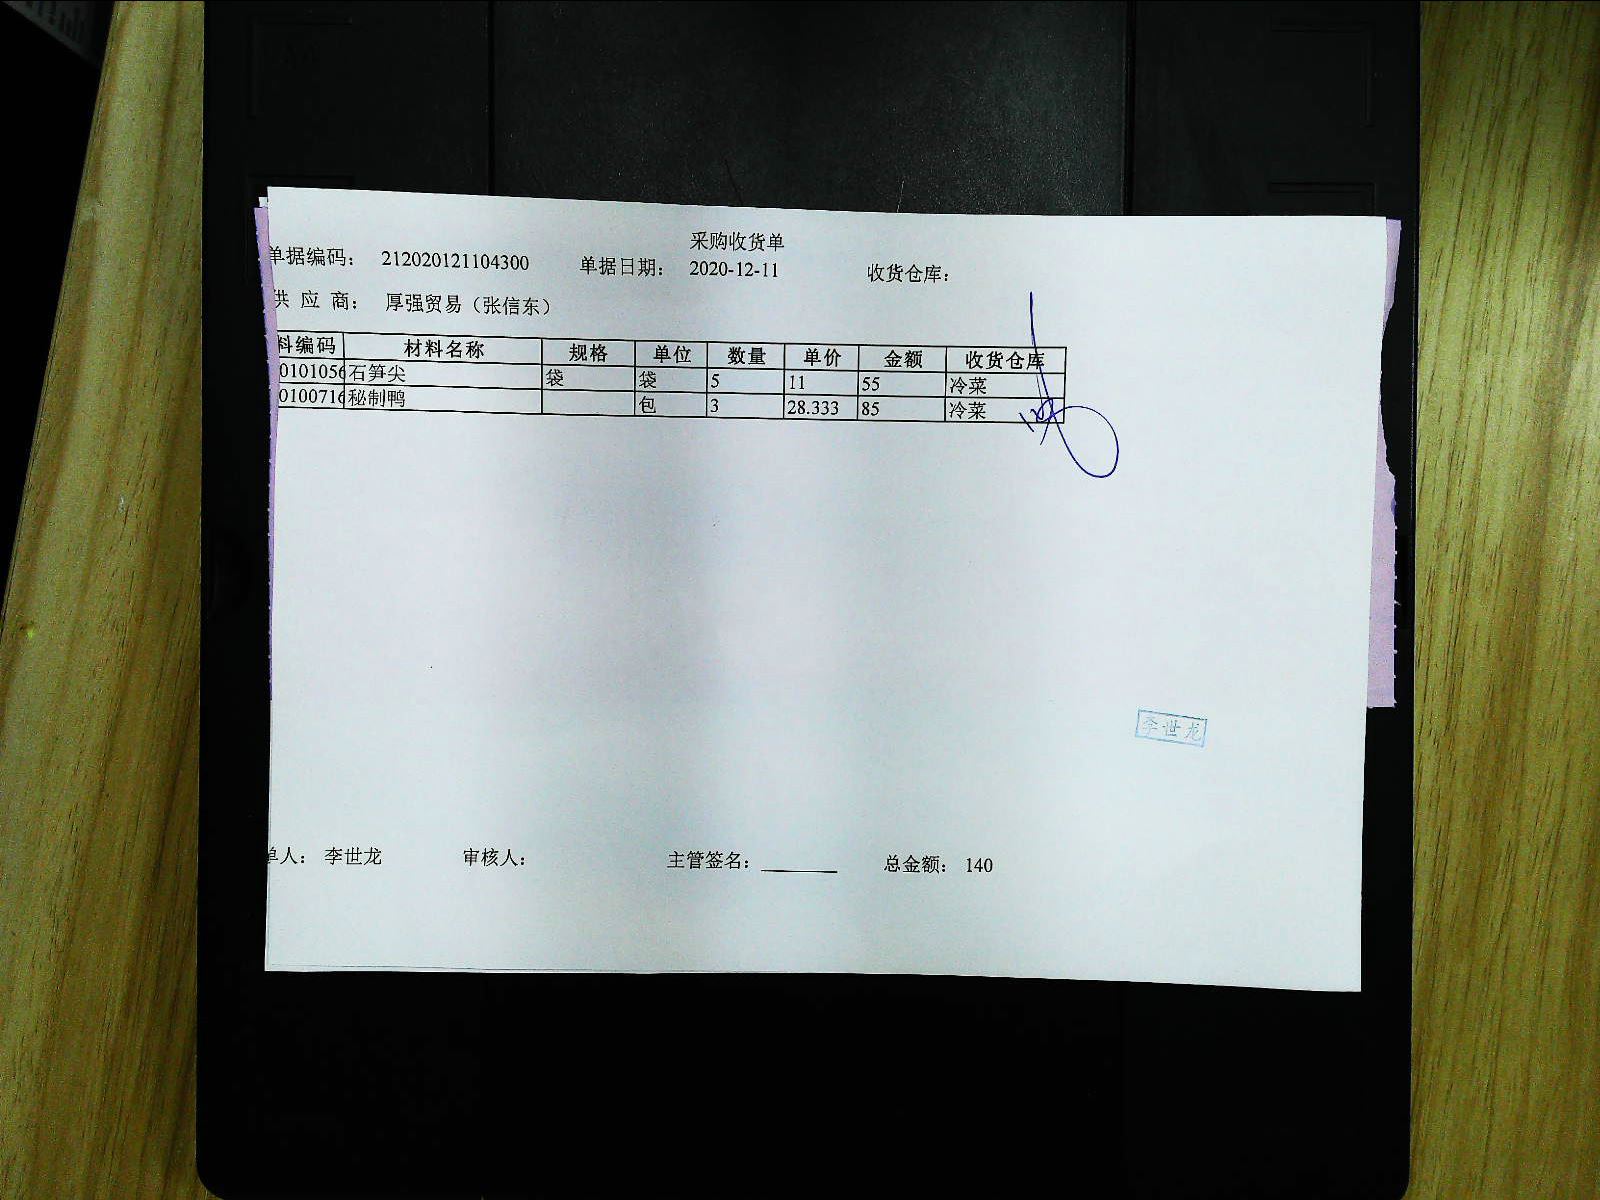 采购收货单
单据编码： 212020121104300 单据日期： 2020-12-11 收货仓库：
供 应 商： 厚强贸易（张信东）
料编码 材料名称 规格 单位 数量 单价 金额 收货仓库
0101056 石笋尖 袋 袋 5 11 55 冷菜
0100716 秘制鸭 包 3 28.333 85 冷菜
李世龙
单人： 李世龙 审核人： 主管签名： 总金额： 140